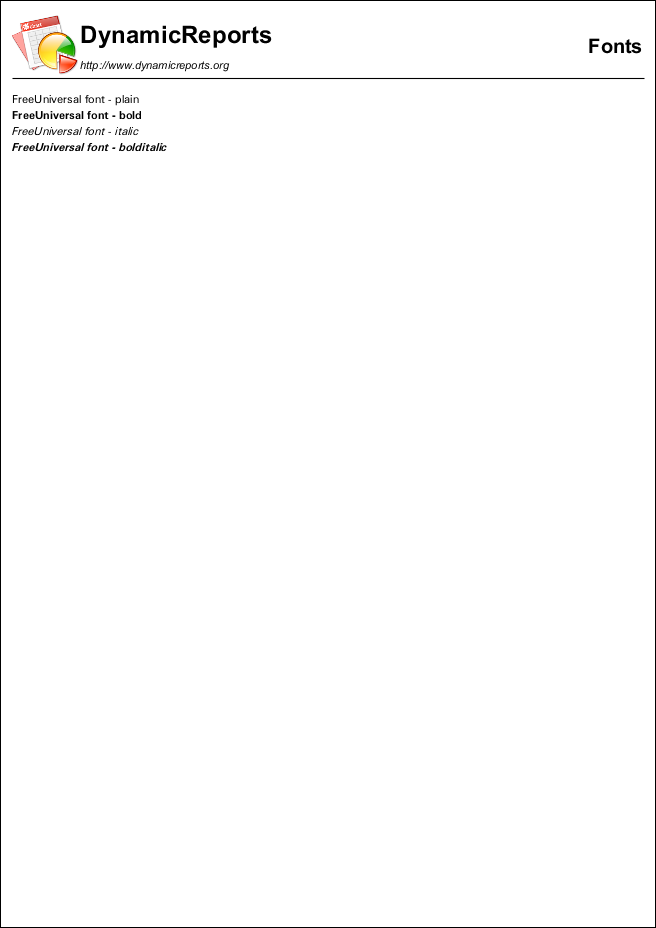 DynamicReports
Fonts
http://www.dynamicreports.org
FreeUniversal font - plain
FreeUniversal font - bold
FreeUniversal font - italic
FreeUniversal font - bolditalic